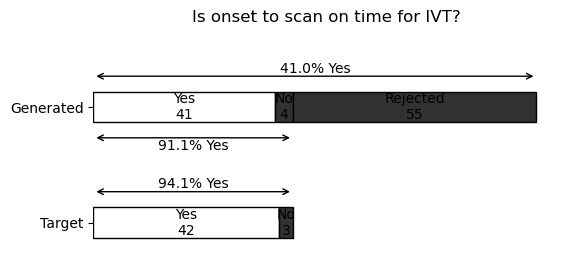 Is onset to scan on time for IVT?
41.0% Yes
Generated
Yes
41
No
4
Rejected
55
91.1% Yes
94.1% Yes
Target
Yes
42
No
3